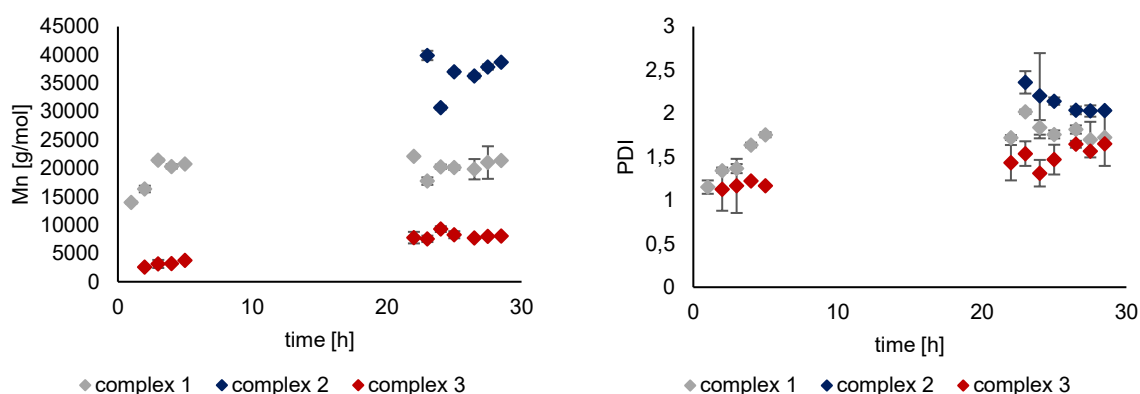 Mn [g/mol]
45000
40000
35000
30000
25000
20000
15000
10000
5000
0
0 10 20 30
time [h]
complex 1 complex 2 complex 3
PDI
3
2,5
2
1,5
1
0,5
0
0 10 20 30
time [h]
complex 1 complex 2 complex 3